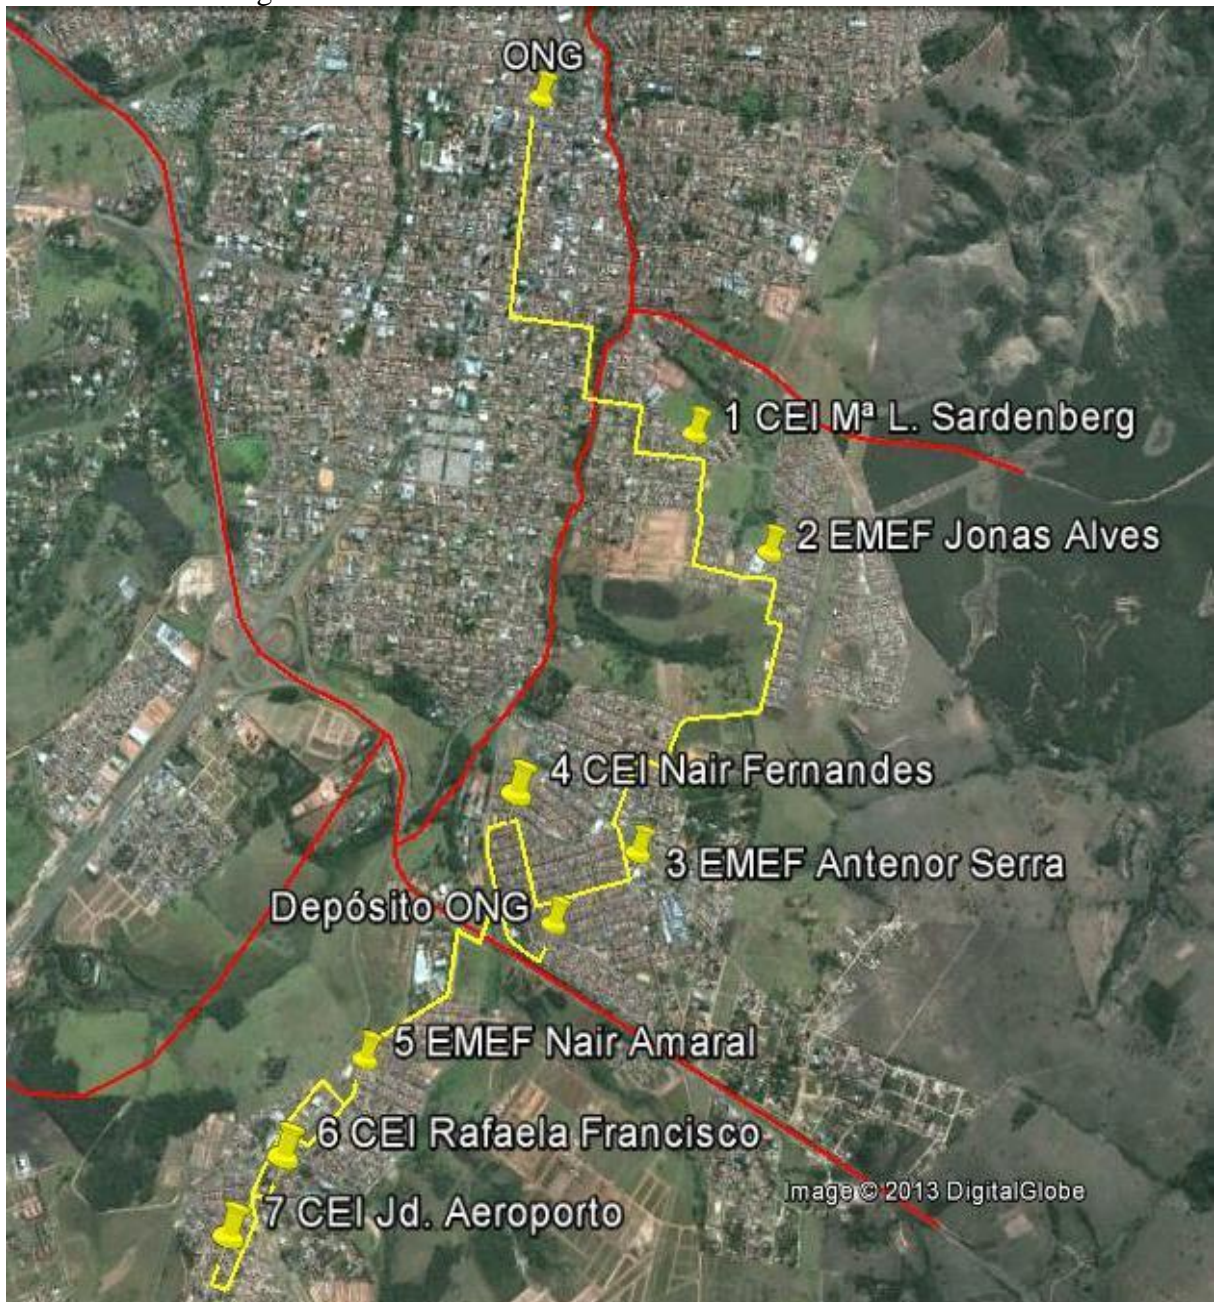 ONG
1 CEI Mª L. Sardenberg
2 EMEF Jonas Alves
4 CEI Nair Fernandes
3 EMEF Antenor Serra
Depósito ONG
5 EMEF Nair Amaral
6 CEI Rafaela Francisco
Image © 2013 DigitalGlobe
7 CEI Jd. Aeroporto